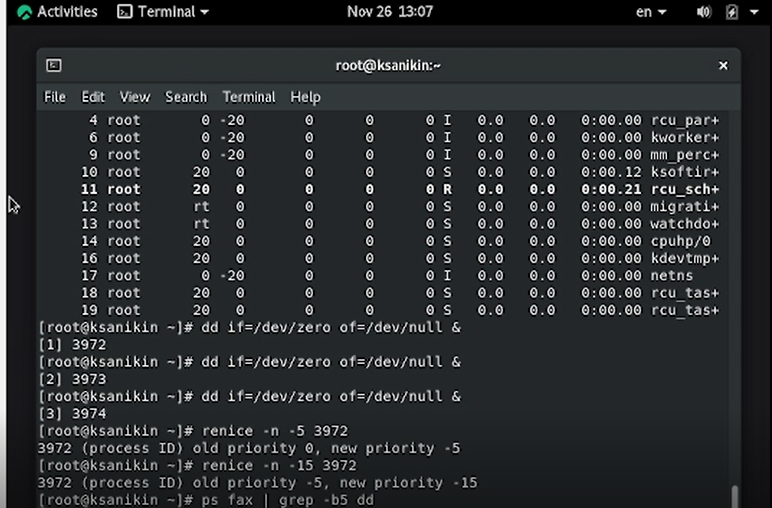 Activities Terminal Nov 26 13:07 en
root@ksanikin:~
File Edit View Search Terminal Help
4 root 0 -20 0 0 0 I 0.0 0.0 0:00.00 rcu_par+
6 root 0 -20 0 0 0 I 0.0 0.0 0:00.00 kworker+
9 root 0 -20 0 0 0 I 0.0 0.0 0:00.00 mm_perc+
10 root 20 0 0 0 0 S 0.0 0.0 0:00.12 ksoftir+
11 root 20 0 0 0 0 R 0.0 0.0 0:00.21 rcu_sch+
12 root rt 0 0 0 0 S 0.0 0.0 0:00.00 migrati+
13 root rt 0 0 0 0 S 0.0 0.0 0:00.00 watchdo+
14 root 20 0 0 0 0 S 0.0 0.0 0:00.00 cpuhp/0
16 root 20 0 0 0 0 S 0.0 0.0 0:00.00 kdevtmp+
17 root 0 -20 0 0 0 I 0.0 0.0 0:00.00 netns
18 root 20 0 0 0 0 S 0.0 0.0 0:00.00 rcu_tas+
19 root 20 0 0 0 0 S 0.0 0.0 0:00.00 rcu_tas+
[root@ksanikin ~]# dd if=/dev/zero of=/dev/null &
[1] 3972
[root@ksanikin ~]# dd if=/dev/zero of=/dev/null &
[2] 3973
[root@ksanikin ~]# dd if=/dev/zero of=/dev/null &
[3] 3974
[root@ksanikin ~]# renice -n -5 3972
3972 (process ID) old priority 0, new priority -5
[root@ksanikin ~]# renice -n -15 3972
3972 (process ID) old priority -5, new priority -15
[root@ksanikin ~]# ps fax | grep -b5 dd